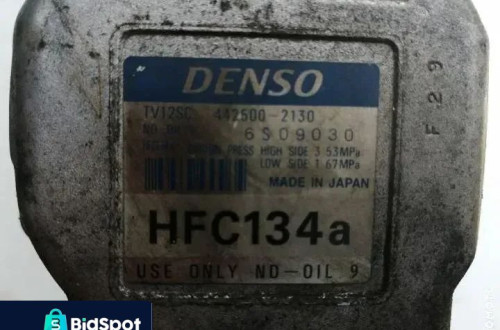 DENSO
TV12SC 442500-2130
6S09030
PRESS HIGH SIDE 3.53MPa
LOW SIDE 1.67MPa
MADE IN JAPAN
HFC134a
USE ONLY ND-OIL 9
F29
S BidSpot